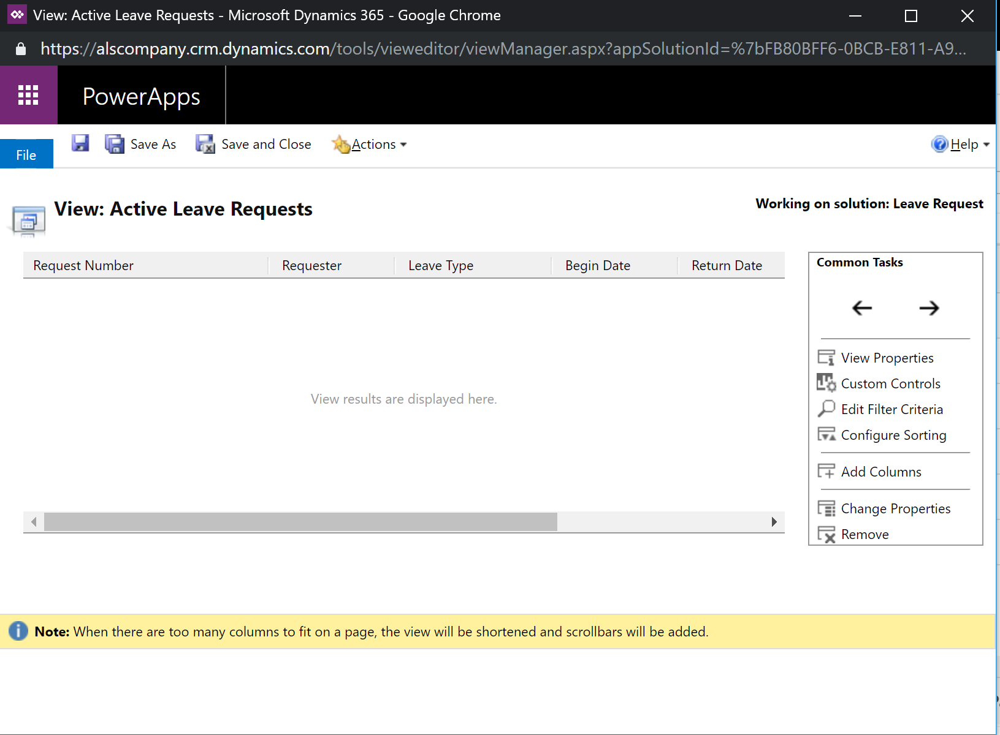 View: Active Leave Requests - Microsoft Dynamics 365 - Google Chrome
https://alscompany.crm.dynamics.com/tools/vieweditor/viewManager.aspx?appSolutionId=%7bFB80BFF6-0BCB-E811-A9...
PowerApps
File
Save As
Save and Close
Actions
Help
View: Active Leave Requests
Working on solution: Leave Request
Request Number
Requester
Leave Type
Begin Date
Return Date
View results are displayed here.
Common Tasks
View Properties
Custom Controls
Edit Filter Criteria
Configure Sorting
Add Columns
Change Properties
Remove
Note: When there are too many columns to fit on a page, the view will be shortened and scrollbars will be added.